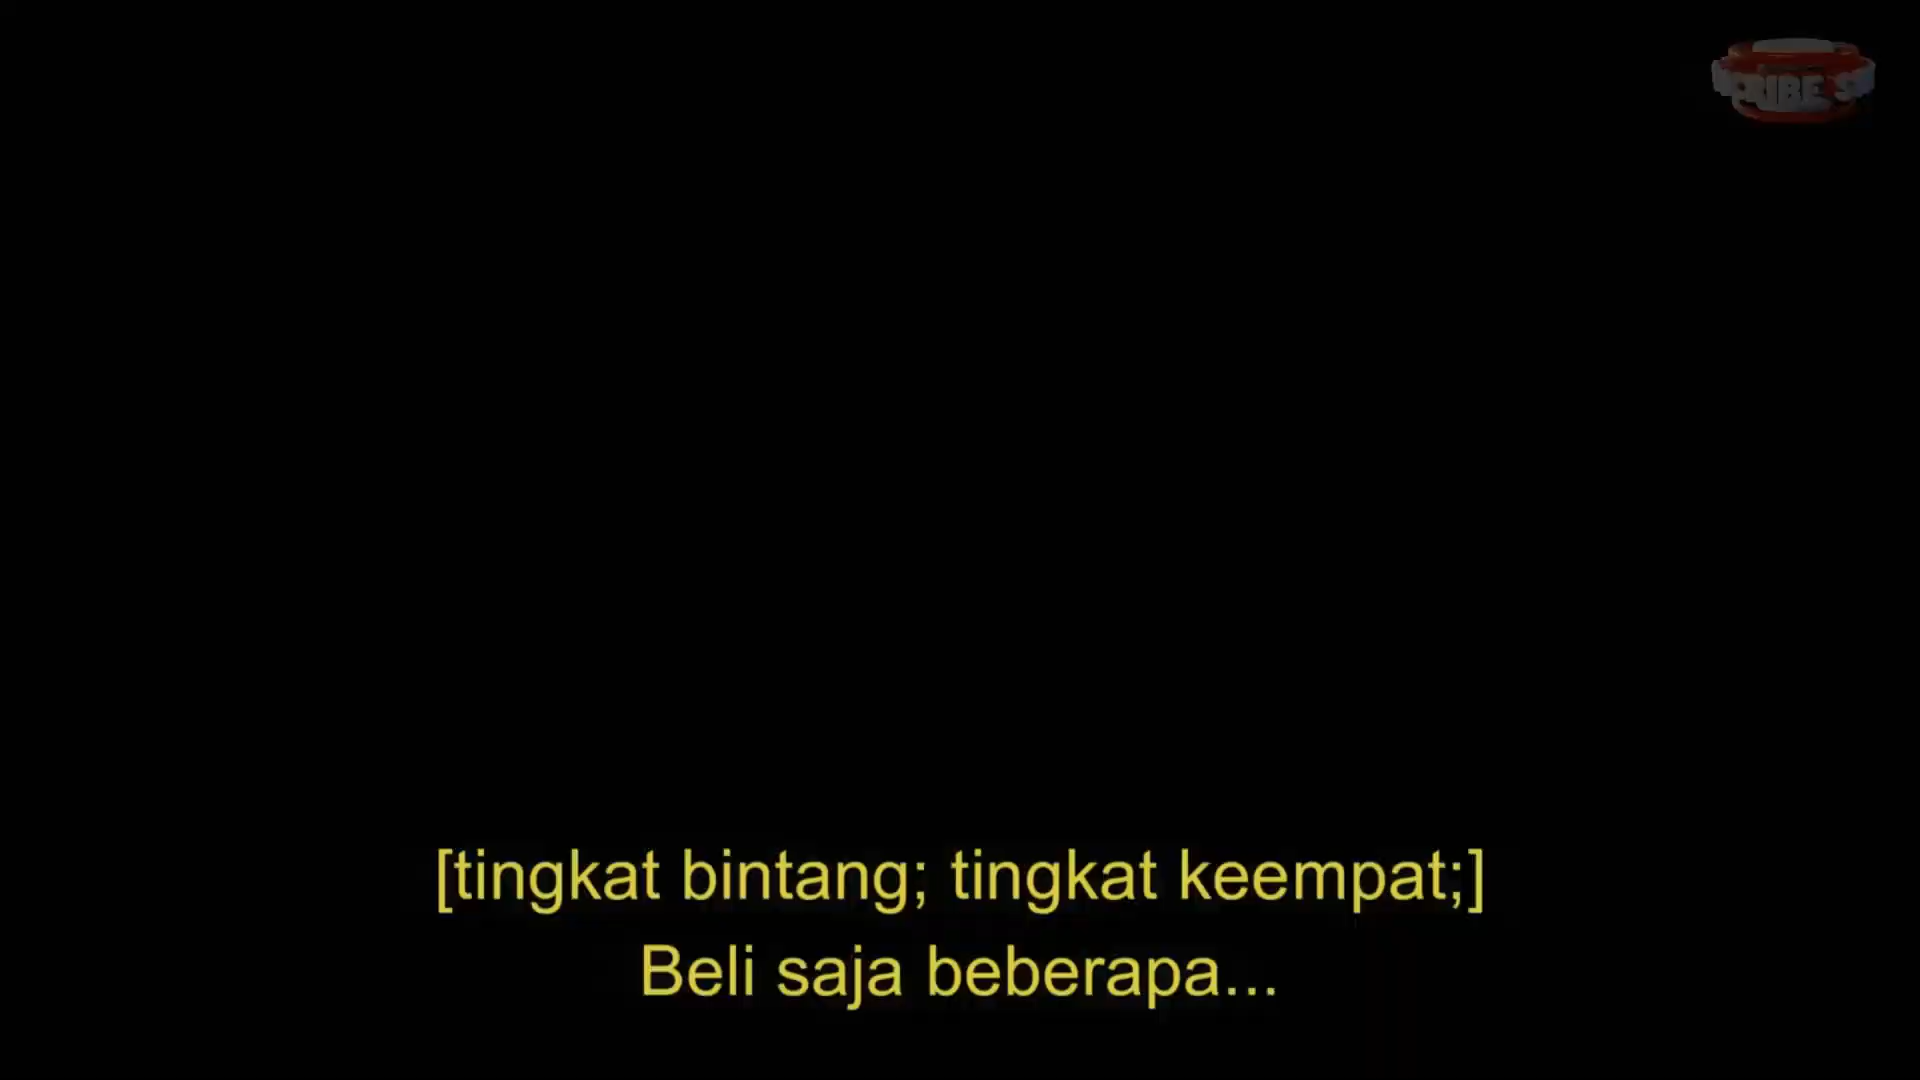 [tingkat bintang; tingkat keempat;]
Beli saja beberapa...